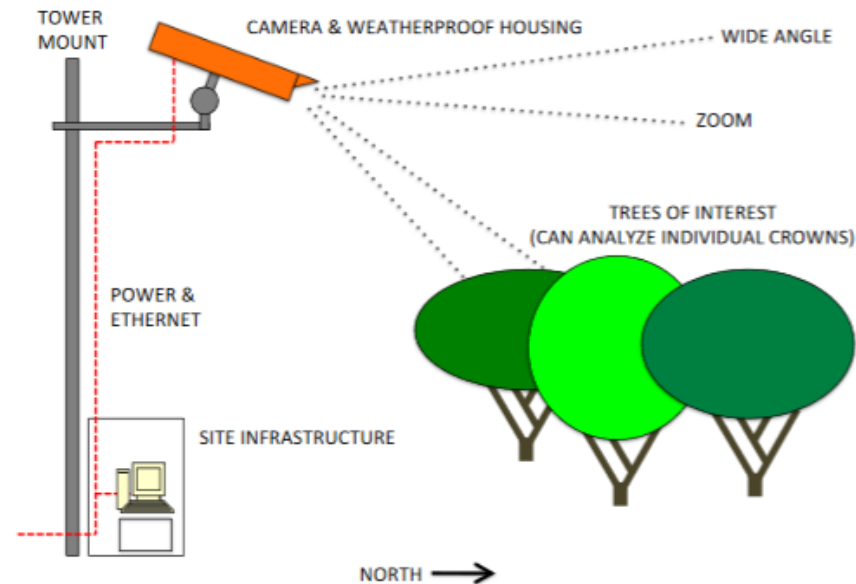 TOWER
MOUNT
CAMERA & WEATHERPROOF HOUSING
WIDE ANGLE
ZOOM
TREES OF INTEREST
(CAN ANALYZE INDIVIDUAL CROWNS)
POWER &
ETHERNET
SITE INFRASTRUCTURE
NORTH